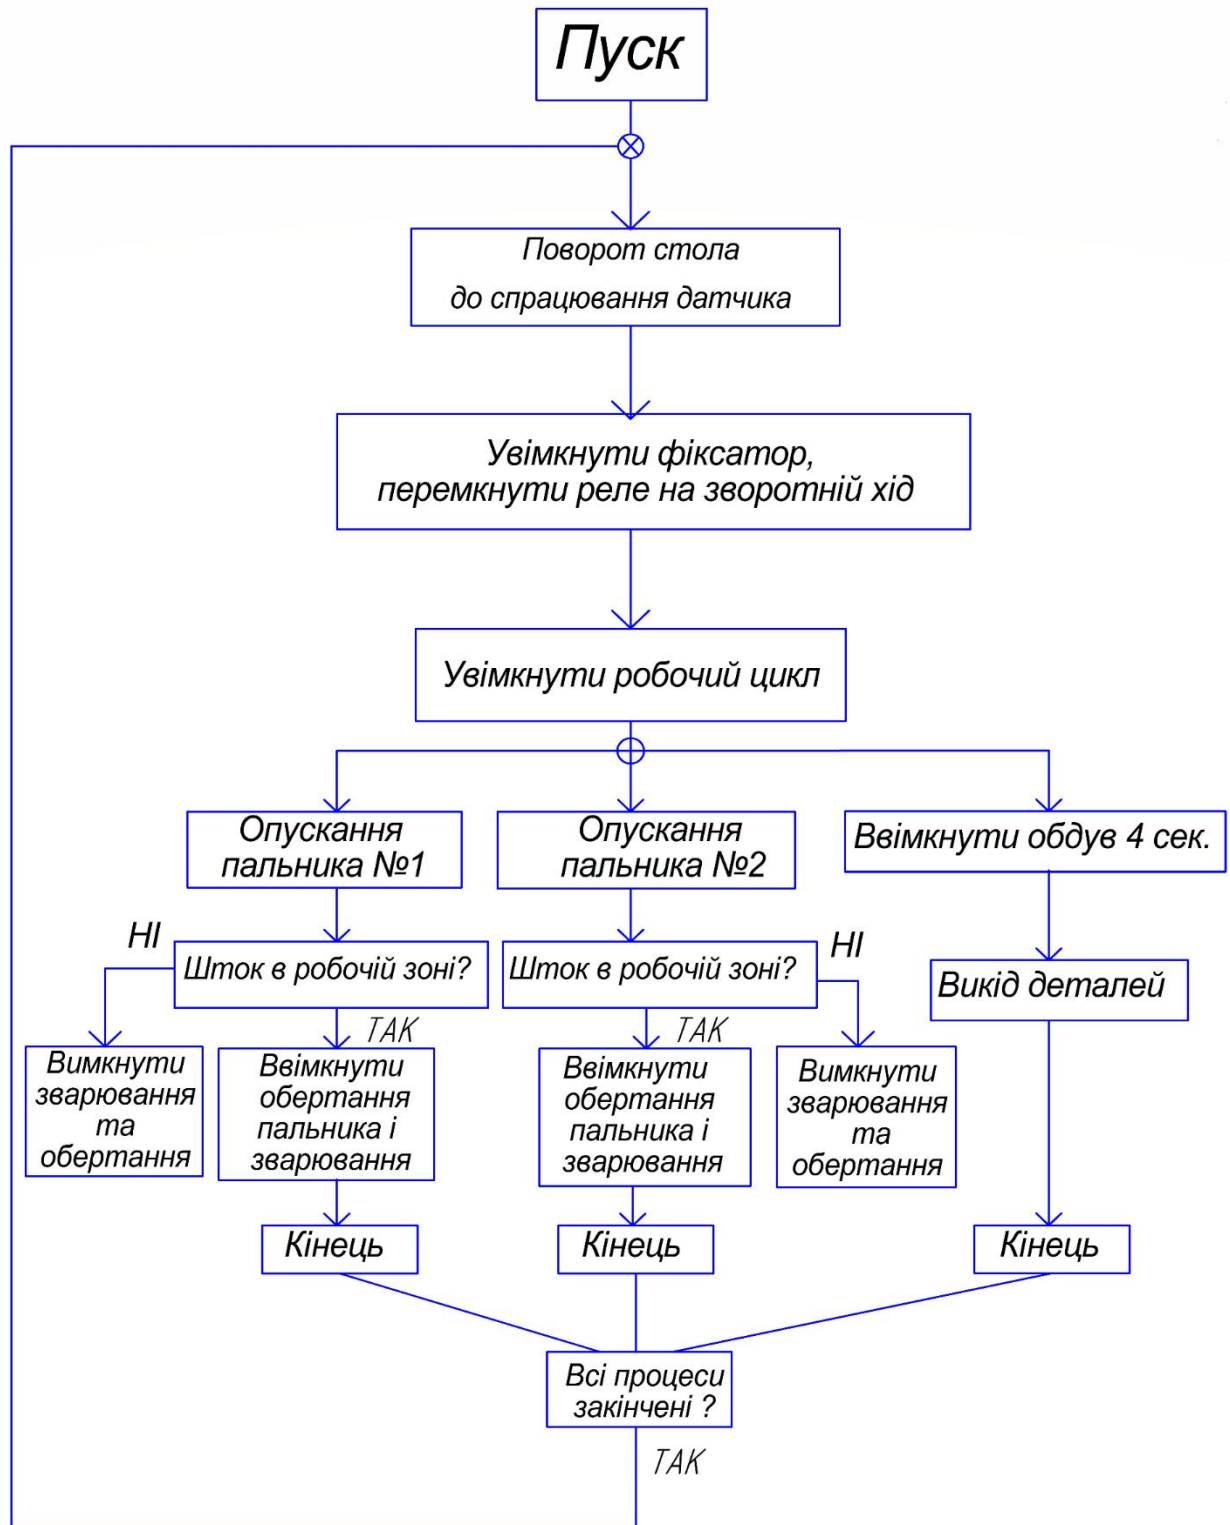 Пуск
Поворот стола
до спрацювання датчика
Увімкнути фіксатор,
перемкнути реле на зворотній хід
Увімкнути робочий цикл
Опускання
пальника №1
Опускання
пальника №2
Ввімкнути обдув 4 сек.
НІ
Шток в робочій зоні?
Шток в робочій зоні?
НІ
Викід деталей
ТАК
ТАК
Вимкнути
зварювання
та
обертання
Ввімкнути
обертання
пальника і
зварювання
Ввімкнути
обертання
пальника і
зварювання
Вимкнути
зварювання
та
обертання
Кінець
Кінець
Кінець
Всі процеси
закінчені ?
ТАК